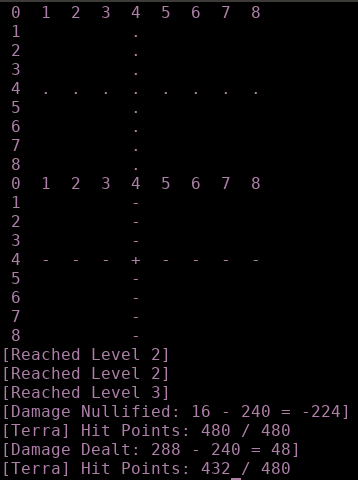 0 1 2 3 4 5 6 7 8
1 .
2 .
3 .
4 . . . . . . . .
5 .
6 .
7 .
8 .
0 1 2 3 4 5 6 7 8
1 -
2 -
3 -
4 - - - + - - - -
5 -
6 -
7 -
8 -
[Reached Level 2]
[Reached Level 2]
[Reached Level 3]
[Damage Nullified: 16 - 240 = -224]
[Terra] Hit Points: 480 / 480
[Damage Dealt: 288 - 240 = 48]
[Terra] Hit Points: 432 / 480